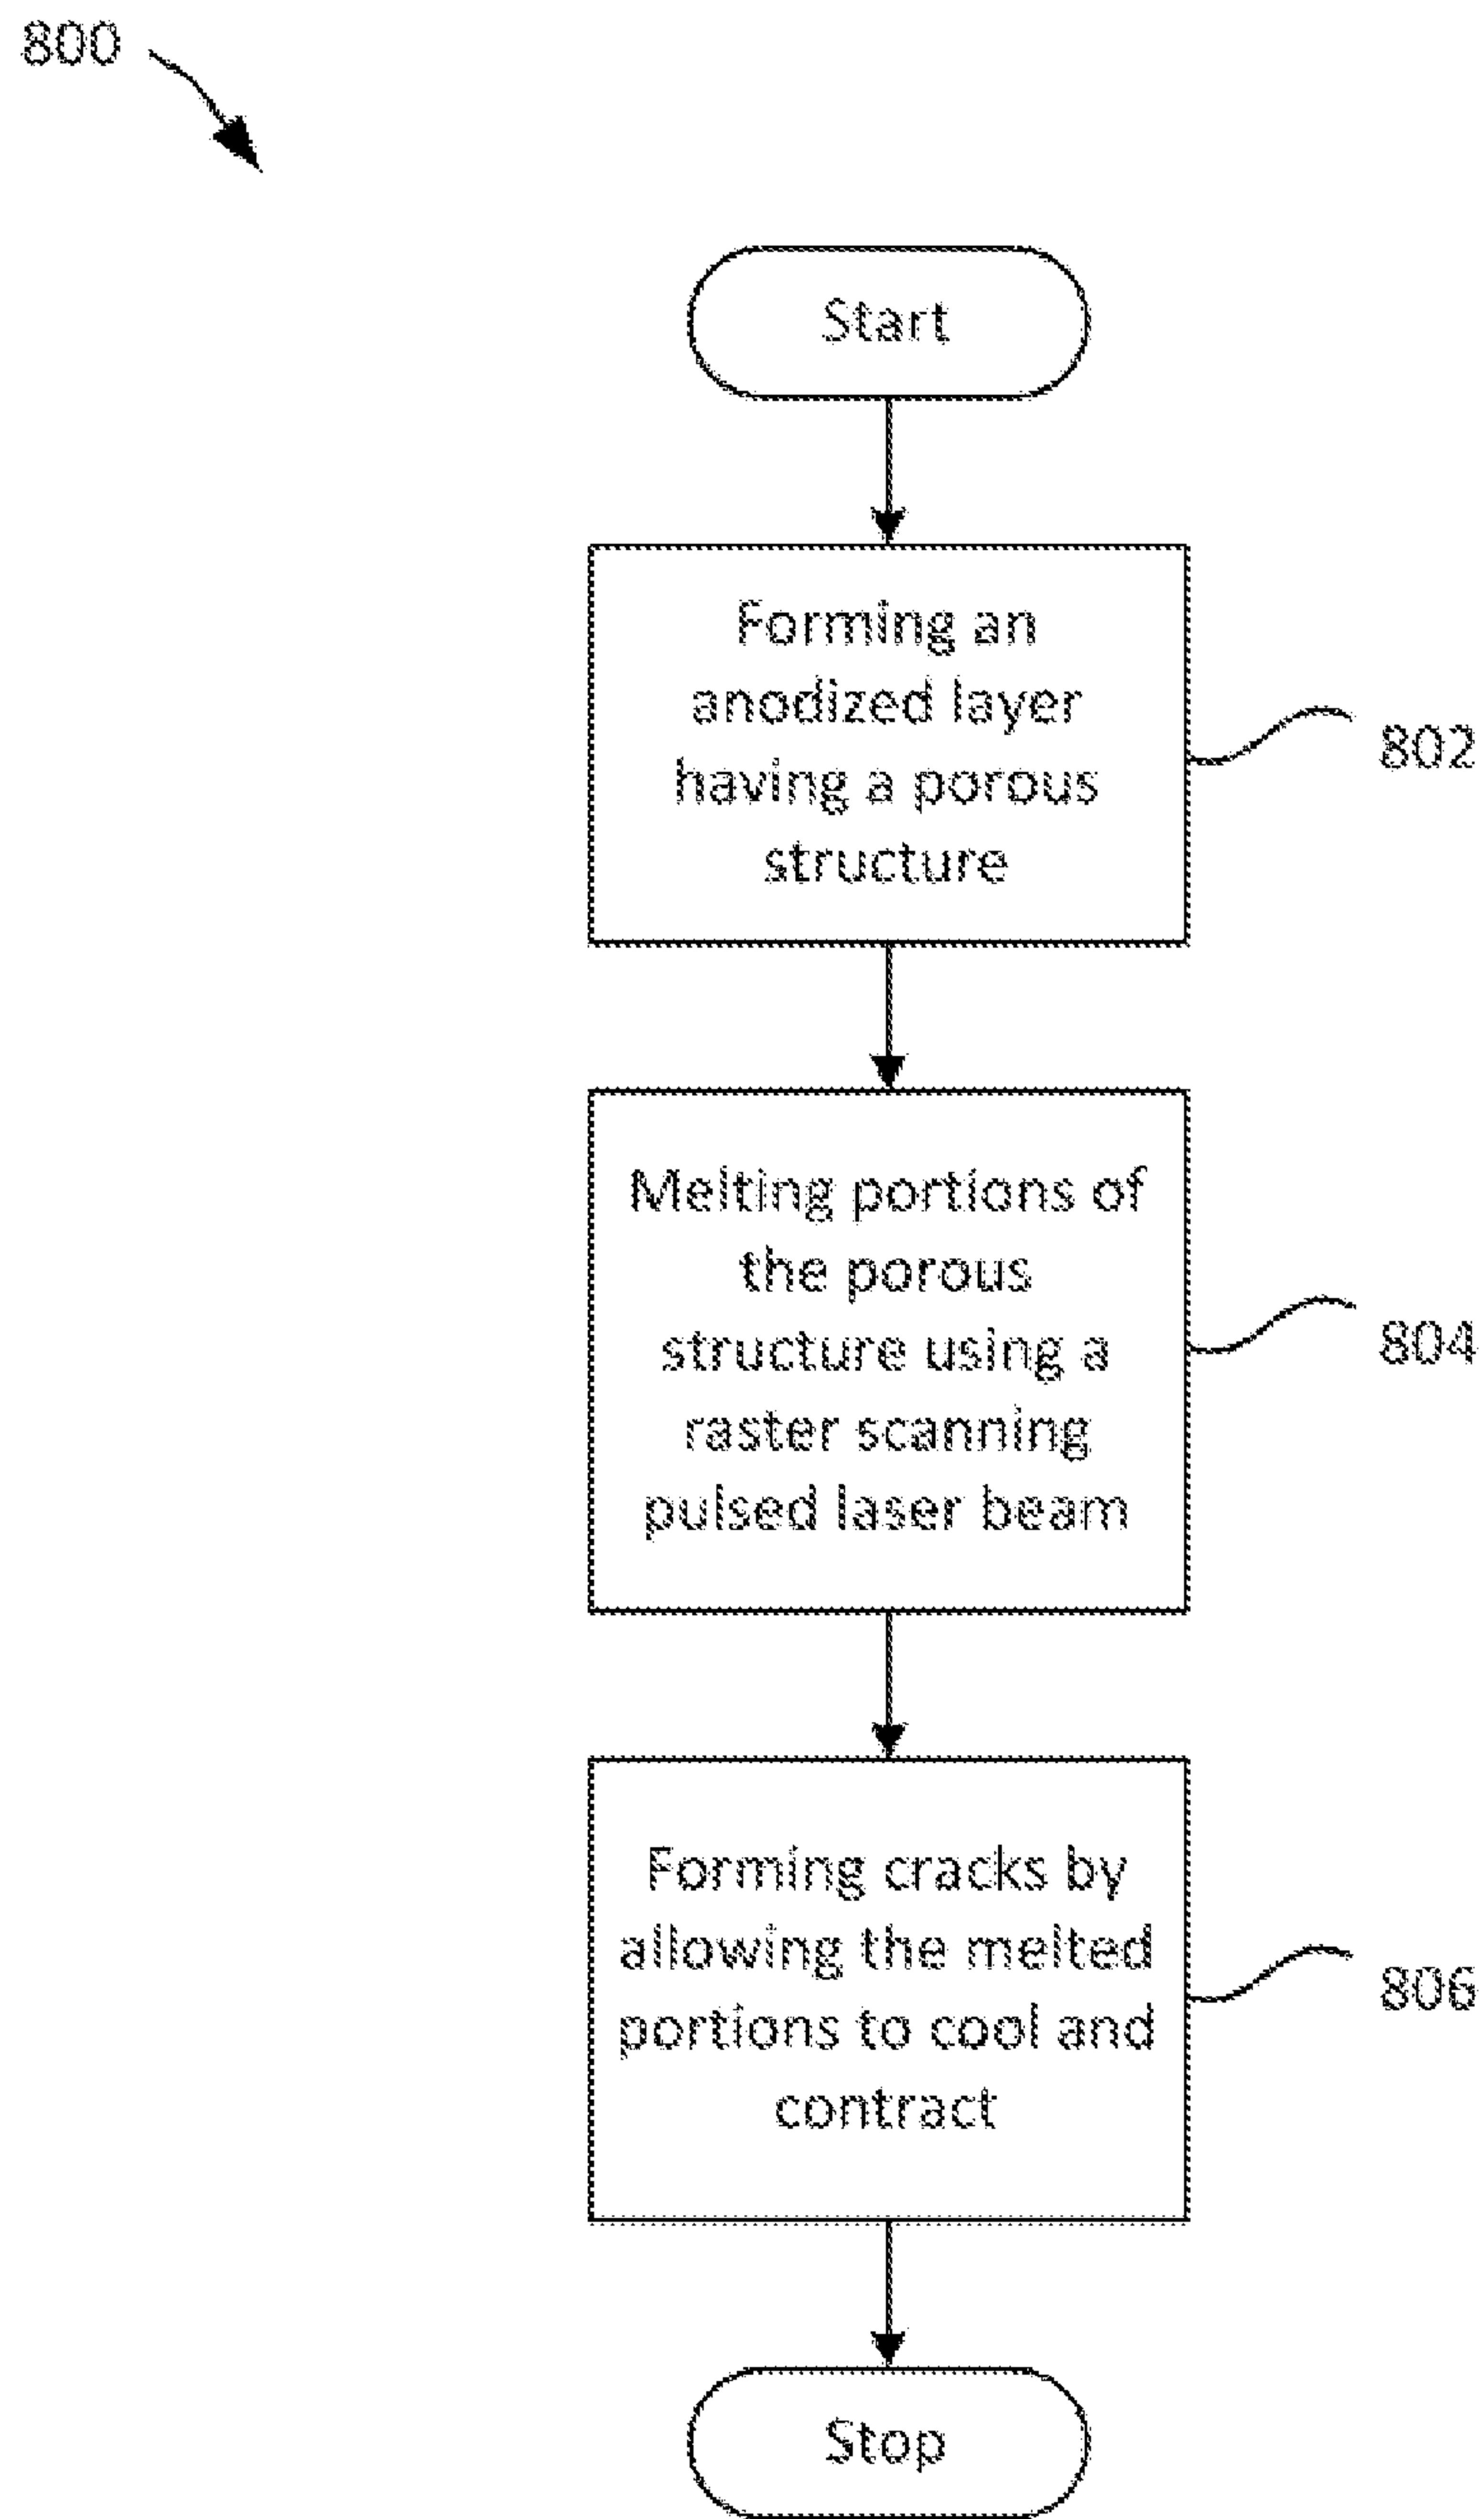 800
Start
Forming an
anodized layer
having a porous
structure
802
Melting portions of
the porous
structure using a
raster scanning
pulsed laser beam
804
Forming cracks by
allowing the melted
portions to cool and
contract
806
Stop